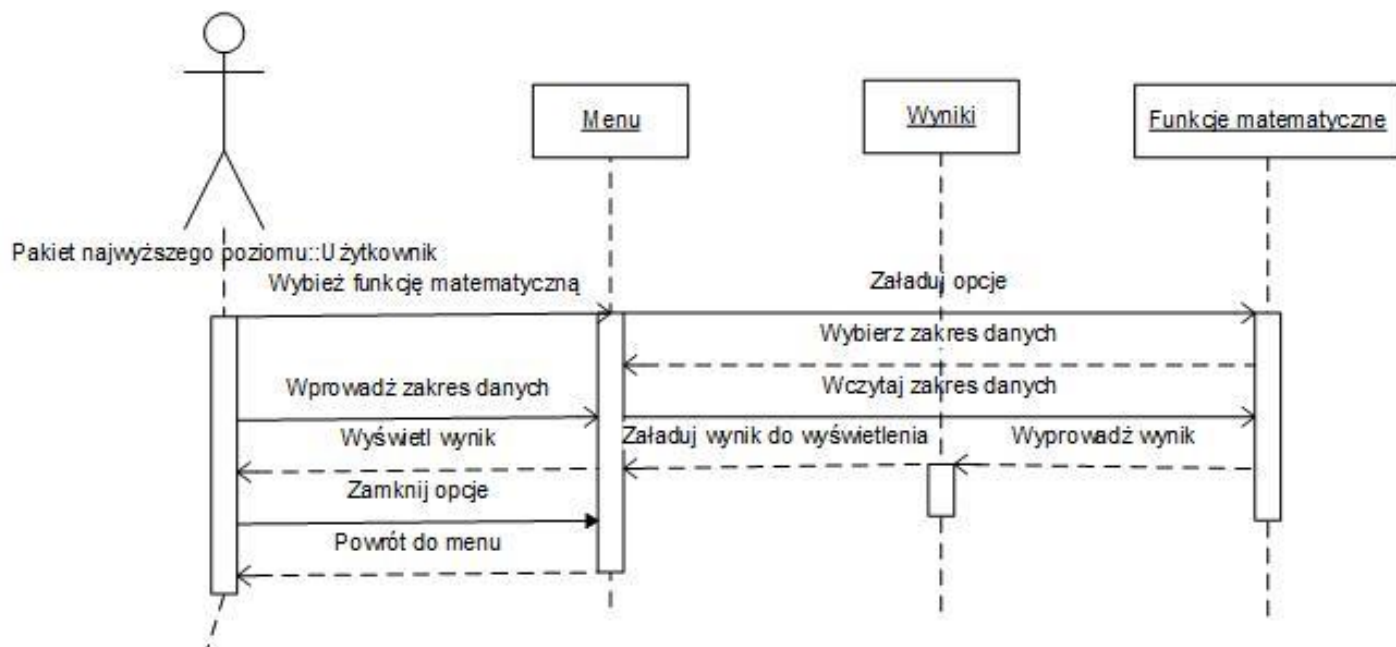 Menu
Wyniki
Funkcje matematyczne
Pakiet najwyższego poziomu::Użytkownik
Wybież funkcję matematyczną
Załaduj opcje
Wybierz zakres danych
Wprowadź zakres danych
Wczytaj zakres danych
Wyświetl wynik
Załaduj wynik do wyświetlenia
Wyprowadź wynik
Zamknij opcje
Powrót do menu